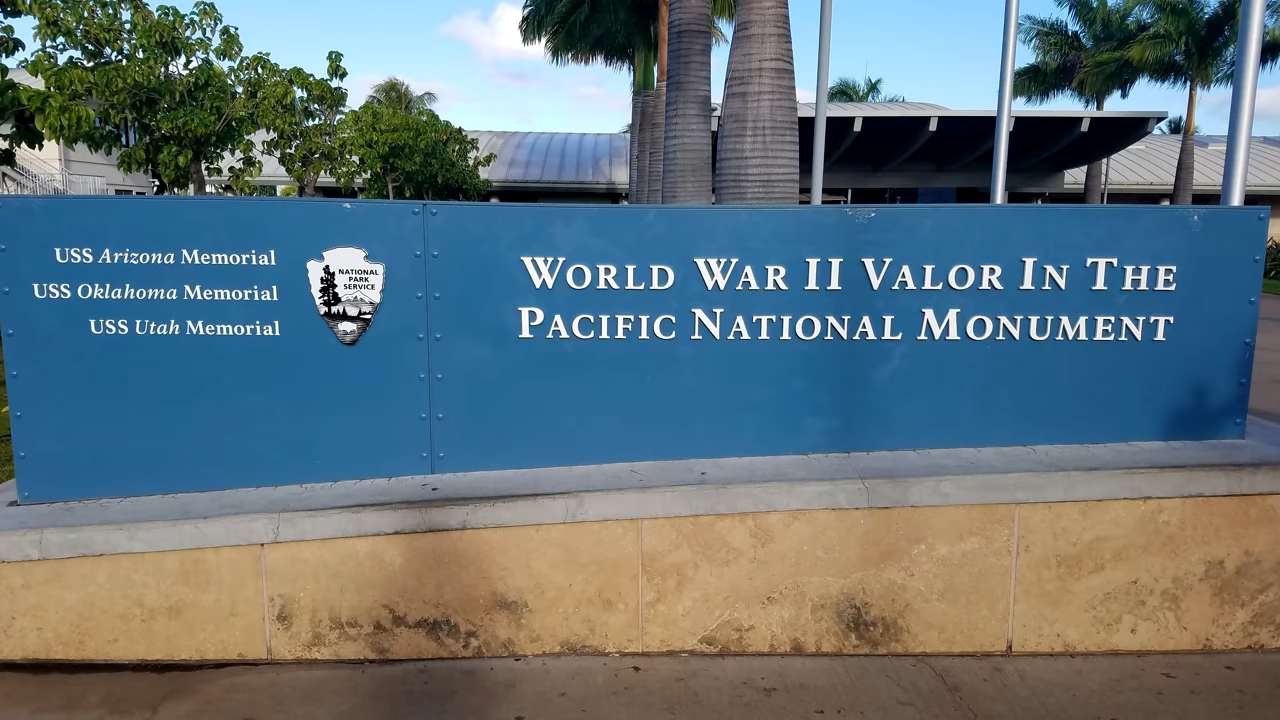 USS Arizona Memorial
USS Oklahoma Memorial
USS Utah Memorial
NATIONAL
PARK
SERVICE
WORLD WAR II VALOR IN THE
PACIFIC NATIONAL MONUMENT